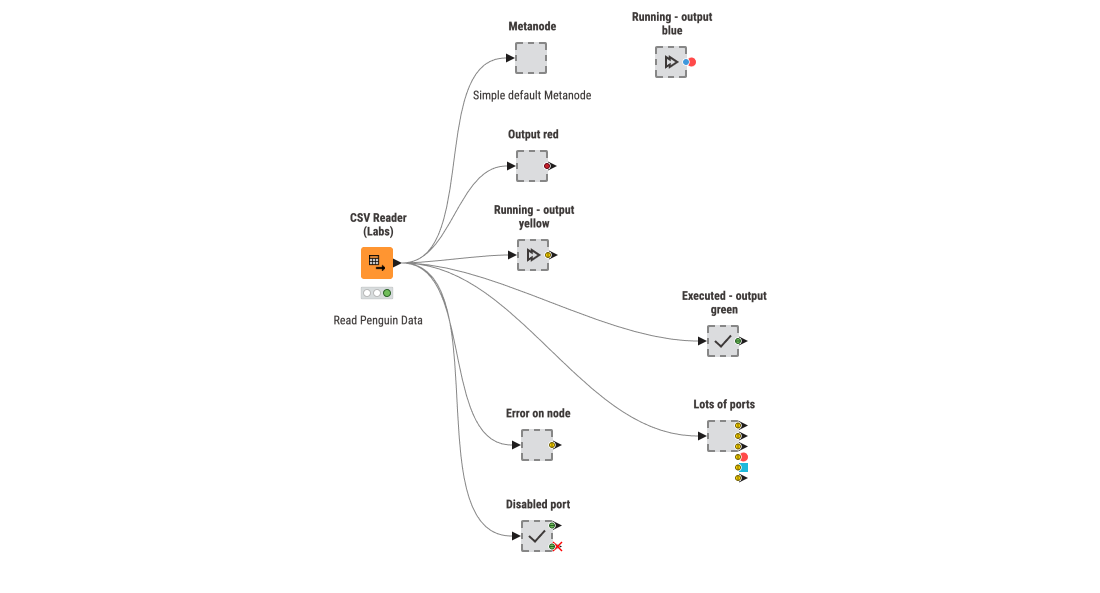 Running - output
blue
Metanode
Simple default Metanode
Output red
Running - output
yellow
CSV Reader
(Labs)
Read Penguin Data
Executed - output
green
Lots of ports
Error on node
Disabled port